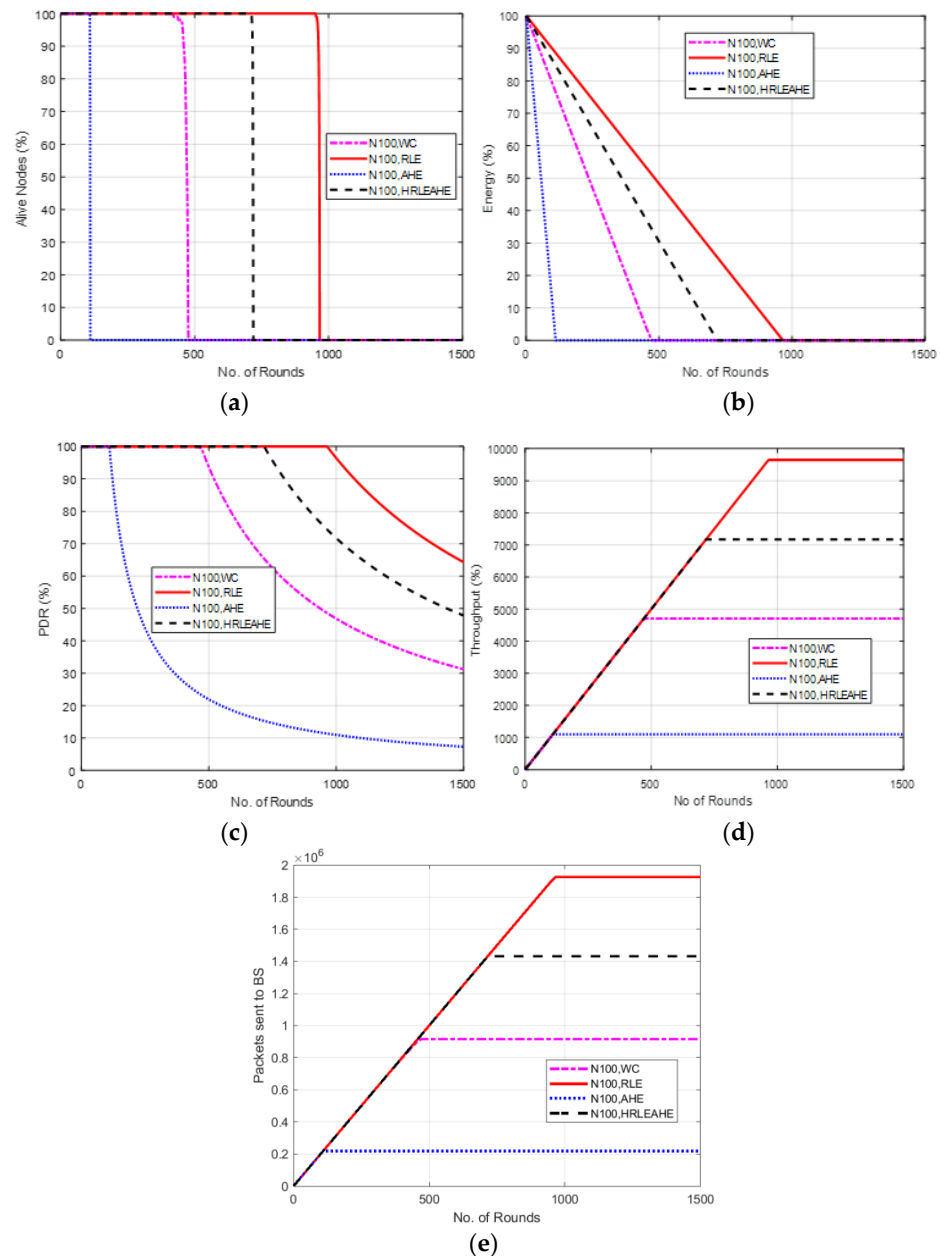 100
90
80
70
60
50
40
30
20
10
0
Alive Nodes (%)
N100,WC
N100,RLE
N100,AHE
N100,HRLEAHE
0 500 1000 1500
No. of Rounds
(a)
100
90
80
70
60
50
40
30
20
10
0
Energy (%)
N100,WC
N100,RLE
N100,AHE
N100,HRLEAHE
0 500 1000 1500
No. of Rounds
(b)
100
90
80
70
60
50
40
30
20
10
0
PDR (%)
N100,WC
N100,RLE
N100,AHE
N100,HRLEAHE
0 500 1000 1500
No. of Rounds
(c)
10000
9000
8000
7000
6000
5000
4000
3000
2000
1000
0
Throughput (%)
N100,WC
N100,RLE
N100,AHE
N100,HRLEAHE
0 500 1000 1500
No of Rounds
(d)
×10⁶
2
1.8
1.6
1.4
1.2
1
0.8
0.6
0.4
0.2
0
Packets sent to BS
N100,WC
N100,RLE
N100,AHE
N100,HRLEAHE
0 500 1000 1500
No. of Rounds
(e)